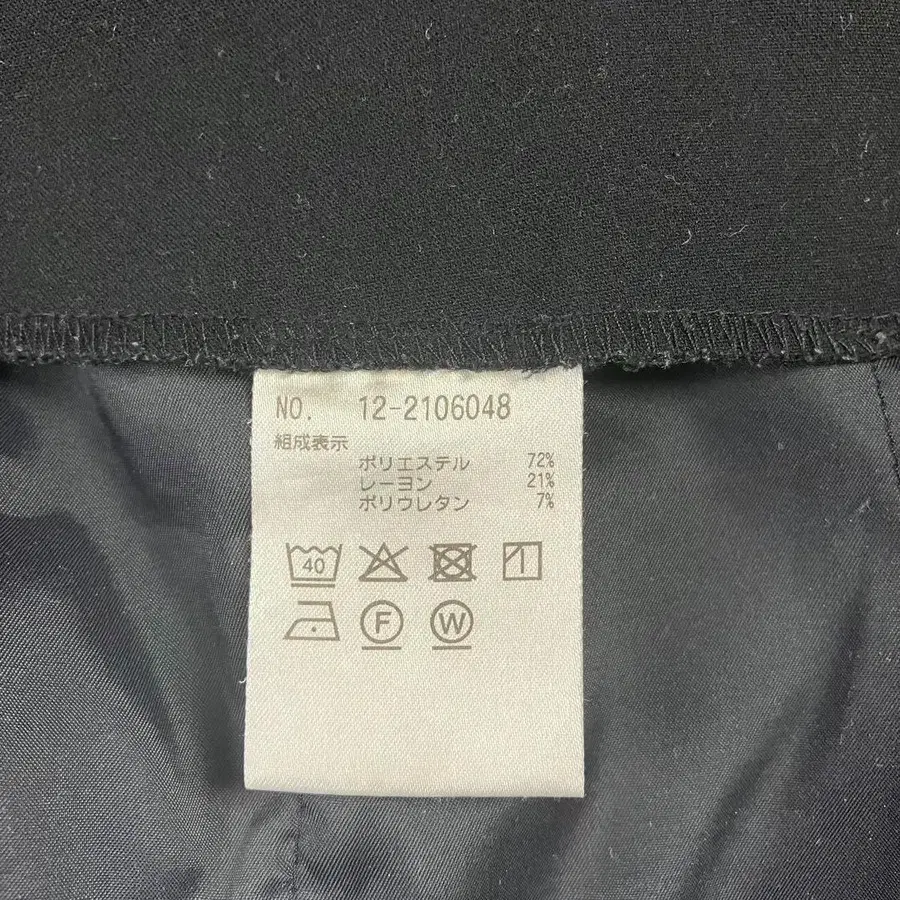 NO. 12-2106048
組成表示
ポリエステル 72%
レーヨン 21%
ポリウレタン 7%
40
F W